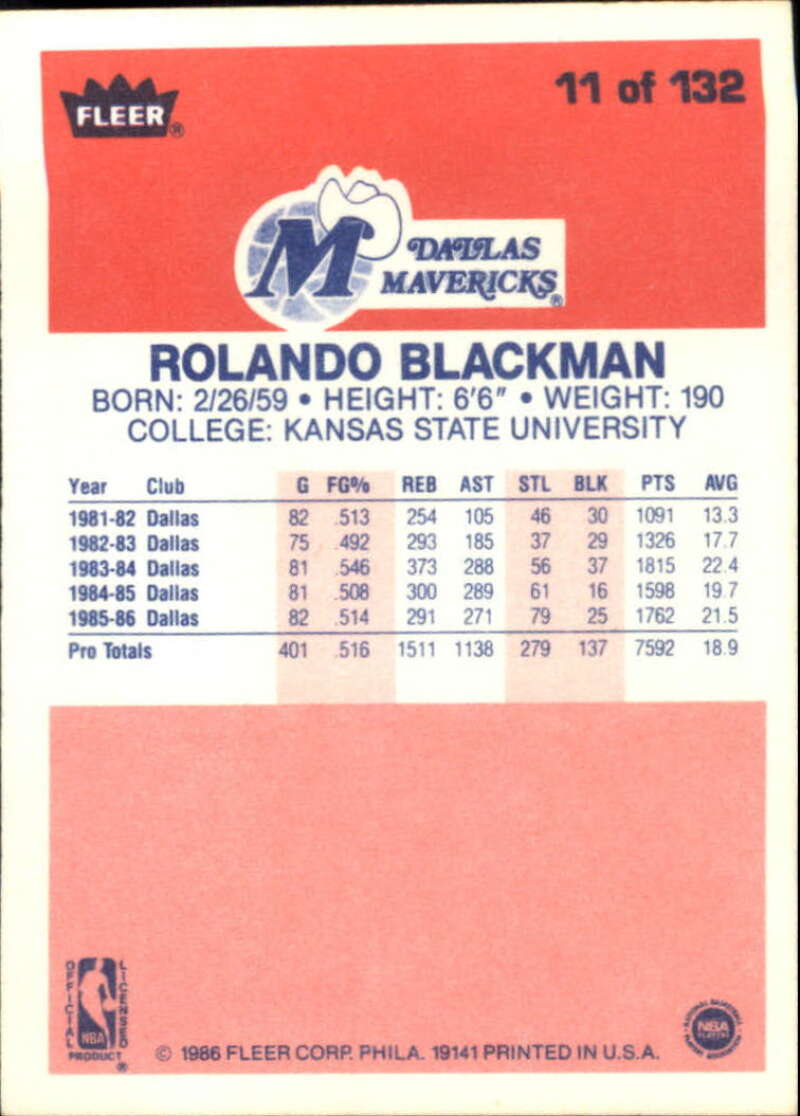 FLEER®
11 of 132
M
DALLAS
MAVERICKS®
ROLANDO BLACKMAN
BORN: 2/26/59 • HEIGHT: 6'6" • WEIGHT: 190
COLLEGE: KANSAS STATE UNIVERSITY
Year Club G FG% REB AST STL BLK PTS AVG
1981-82 Dallas 82 .513 254 105 46 30 1091 13.3
1982-83 Dallas 75 .492 293 185 37 29 1326 17.7
1983-84 Dallas 81 .546 373 288 56 37 1815 22.4
1984-85 Dallas 81 .508 300 289 61 16 1598 19.7
1985-86 Dallas 82 .514 291 271 79 25 1762 21.5
Pro Totals 401 .516 1511 1138 279 137 7592 18.9
OFFICIAL LICENSED
NBA
PRODUCT®
© 1986 FLEER CORP. PHILA. 19141 PRINTED IN U.S.A.
NATIONAL BASKETBALL
NBA
PLAYERS
PLAYERS ASSOCIATION